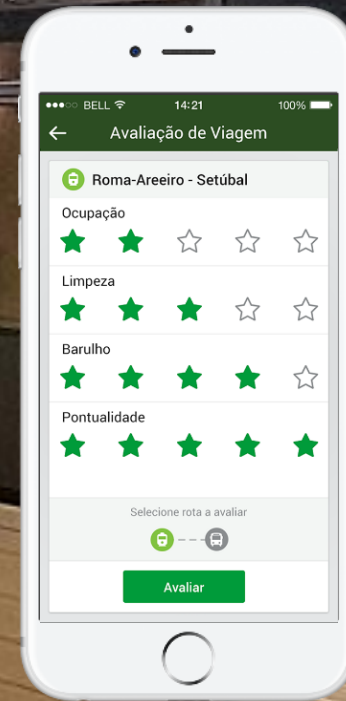 BELL 14:21 100%
Avaliação de Viagem
Roma-Areeiro - Setúbal
Ocupação
Limpeza
Barulho
Pontualidade
Selecione rota a avaliar
Avaliar